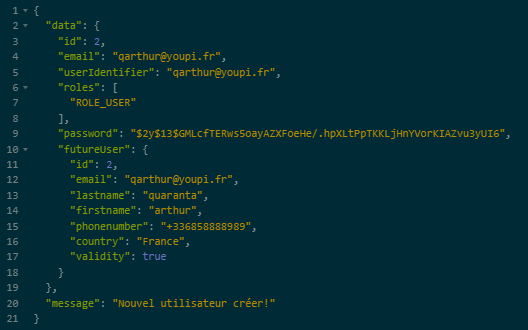 1 {
2 "data": {
3 "id": 2,
4 "email": "qarthur@youpi.fr",
5 "userIdentifier": "qarthur@youpi.fr",
6 "roles": [
7 "ROLE_USER"
8 ],
9 "password": "$2y$13$GMLcfTERws5oayAZXFoeHe/.hpXLtPpTKKLjHnYVorKIAZvu3yUI6",
10 "futureUser": {
11 "id": 2,
12 "email": "qarthur@youpi.fr",
13 "lastname": "quaranta",
14 "firstname": "arthur",
15 "phonenumber": "+336858888989",
16 "country": "France",
17 "validity": true
18 }
19 },
20 "message": "Nouvel utilisateur créer!"
21 }